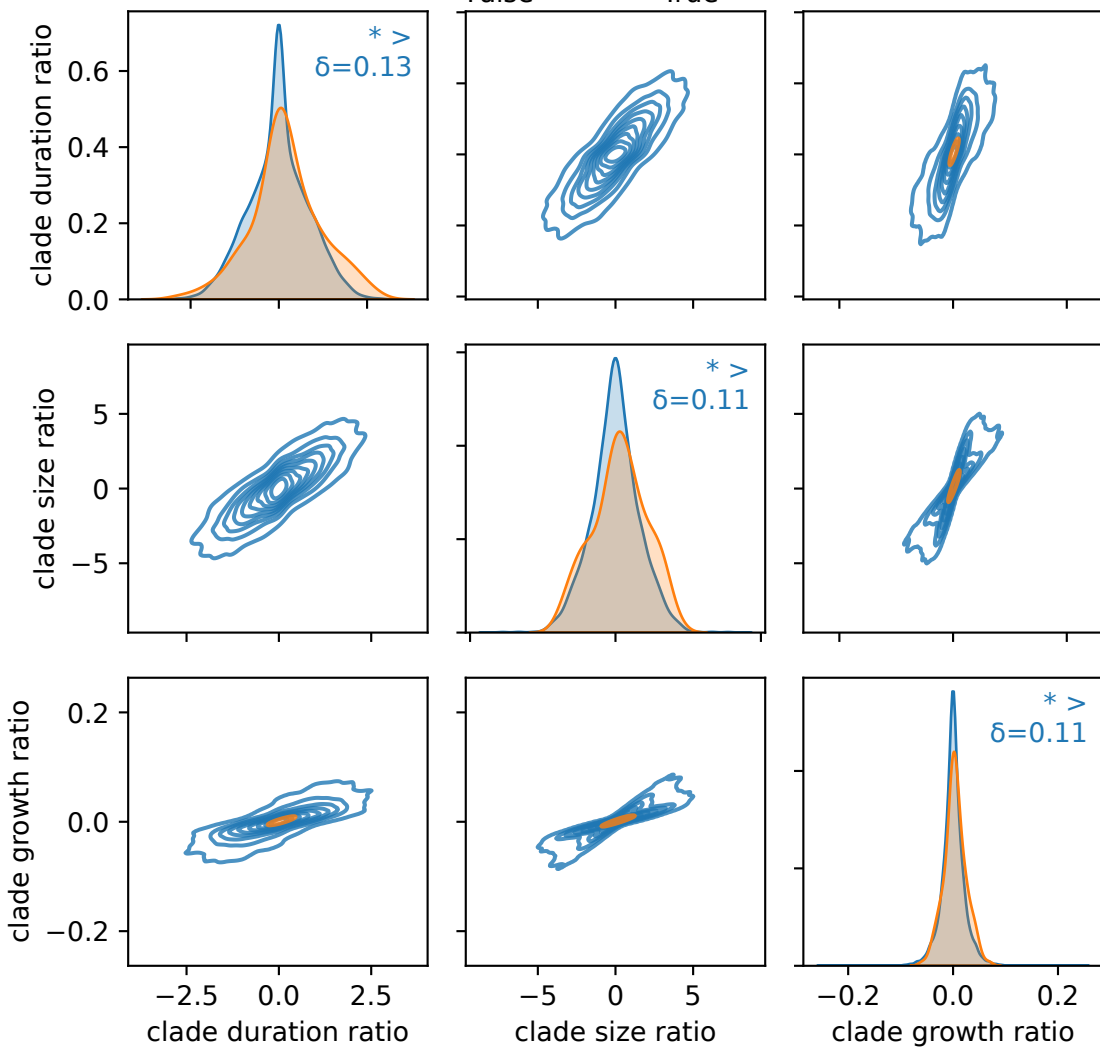 clade duration ratio
0.6
0.4
0.2
0.0
* >
δ=0.13
clade size ratio
5
0
−5
* >
δ=0.11
clade growth ratio
0.2
0.0
−0.2
* >
δ=0.11
−2.5 0.0 2.5
−5 0 5
−0.2 0.0 0.2
clade duration ratio
clade size ratio
clade growth ratio